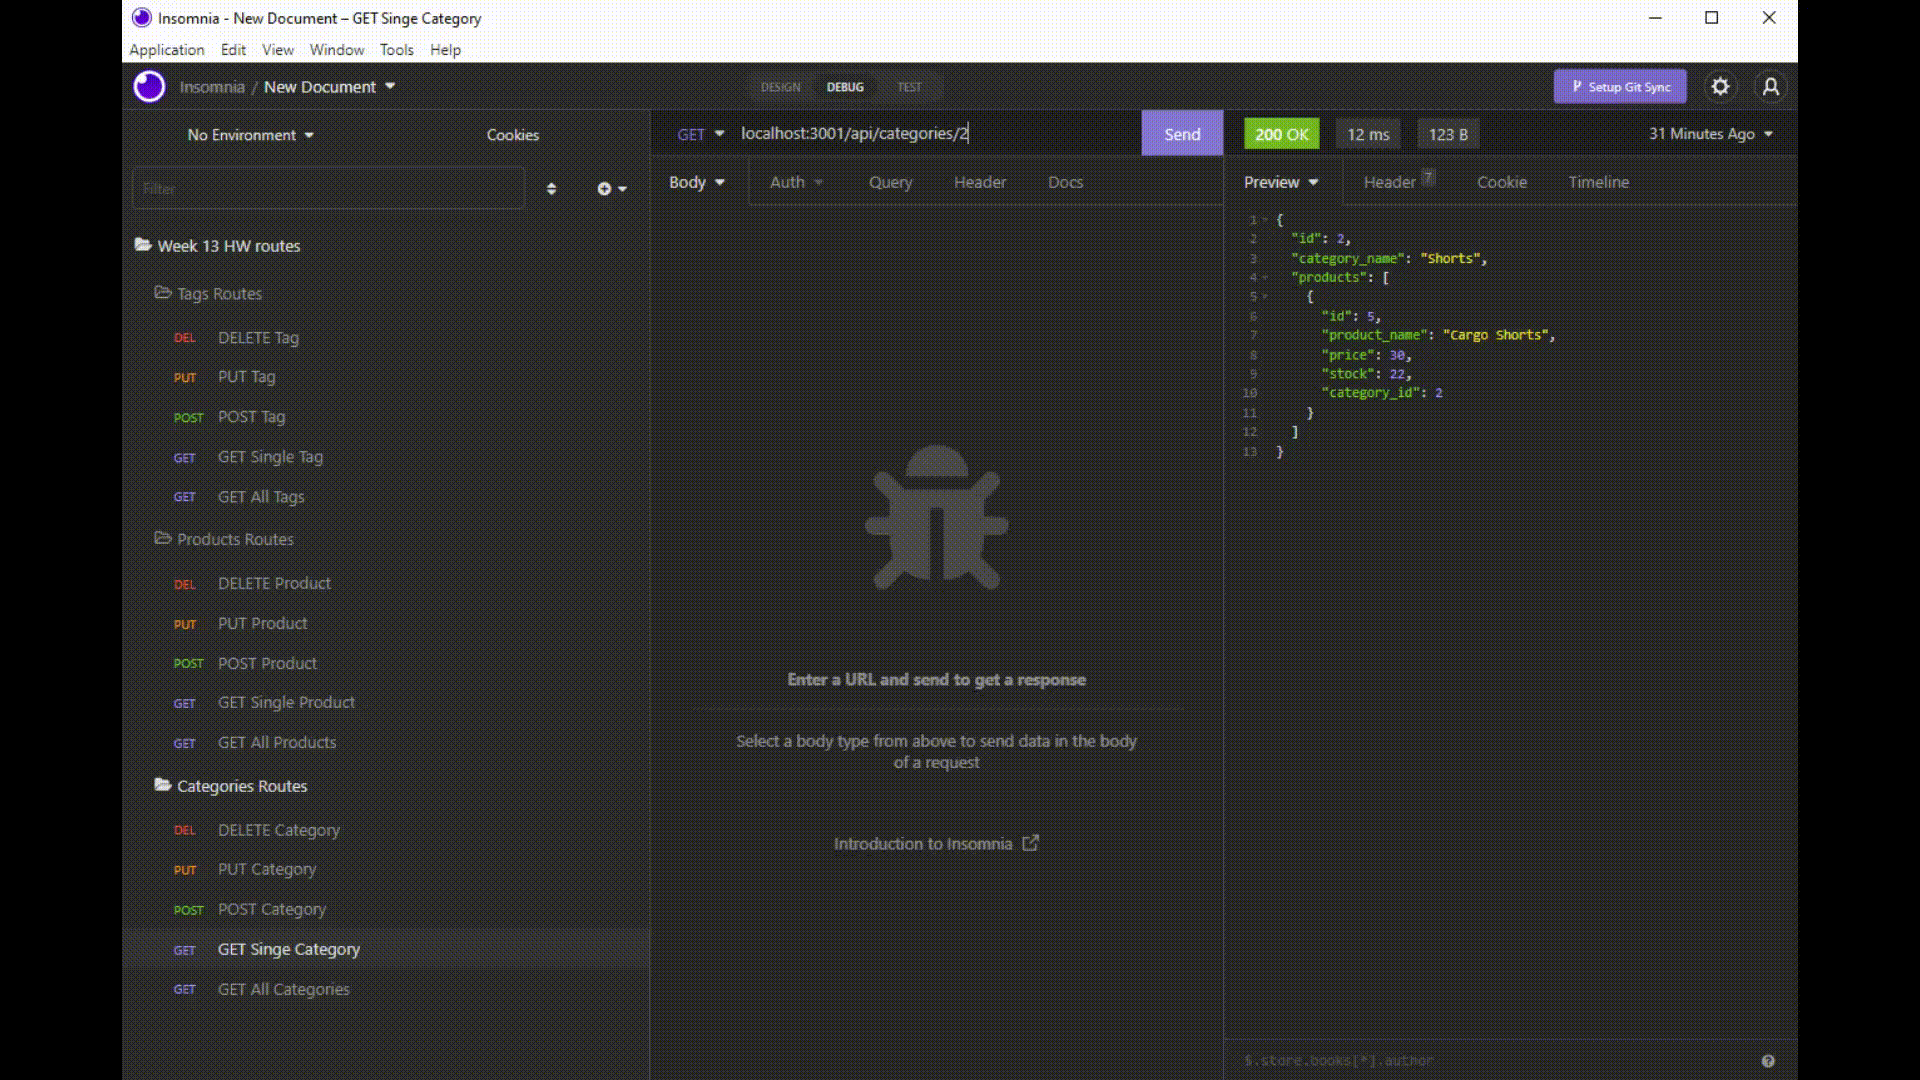 Insomnia - New Document – GET Singe Category
Application Edit View Window Tools Help
Insomnia / New Document
DESIGN DEBUG TEST
Setup Git Sync
No Environment
Cookies
Filter
Week 13 HW routes
Tags Routes
DEL DELETE Tag
PUT PUT Tag
POST POST Tag
GET GET Single Tag
GET GET All Tags
Products Routes
DEL DELETE Product
PUT PUT Product
POST POST Product
GET GET Single Product
GET GET All Products
Categories Routes
DEL DELETE Category
PUT PUT Category
POST POST Category
GET GET Singe Category
GET GET All Categories
GET localhost:3001/api/categories/2 Send
Body Auth Query Header Docs
Enter a URL and send to get a response
Select a body type from above to send data in the body
of a request
Introduction to Insomnia
200 OK 12 ms 123 B 31 Minutes Ago
Preview Header 7 Cookie Timeline
1 {
2 "id": 2,
3 "category_name": "Shorts",
4 "products": [
5 {
6 "id": 5,
7 "product_name": "Cargo Shorts",
8 "price": 30,
9 "stock": 22,
10 "category_id": 2
11 }
12 ]
13 }
$.store.books[*].author